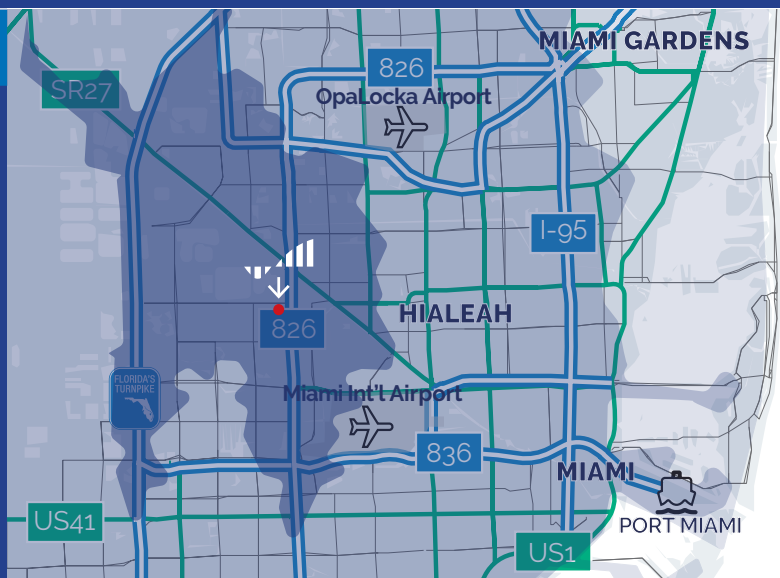 MIAMI GARDENS
826
SR27
OpaLocka Airport
I-95
HIALEAH
826
FLORIDA'S
TURNPIKE
Miami Int'l Airport
836
MIAMI
US41
PORT MIAMI
US1